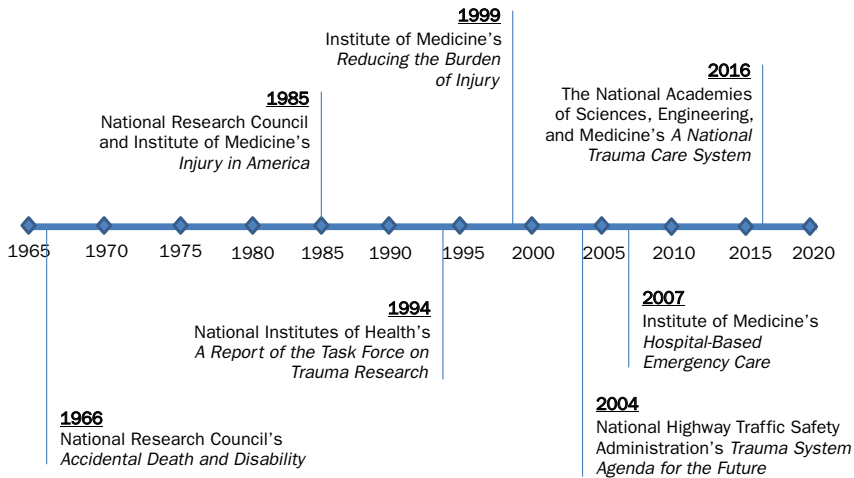 1999
Institute of Medicine's
Reducing the Burden
of Injury
2016
The National Academies
of Sciences, Engineering,
and Medicine's A National
Trauma Care System
1985
National Research Council
and Institute of Medicine's
Injury in America
1965 1970 1975 1980 1985 1990 1995 2000 2005 2010 2015 2020
1994
National Institutes of Health's
A Report of the Task Force on
Trauma Research
2007
Institute of Medicine's
Hospital-Based
Emergency Care
1966
National Research Council's
Accidental Death and Disability
2004
National Highway Traffic Safety
Administration's Trauma System
Agenda for the Future